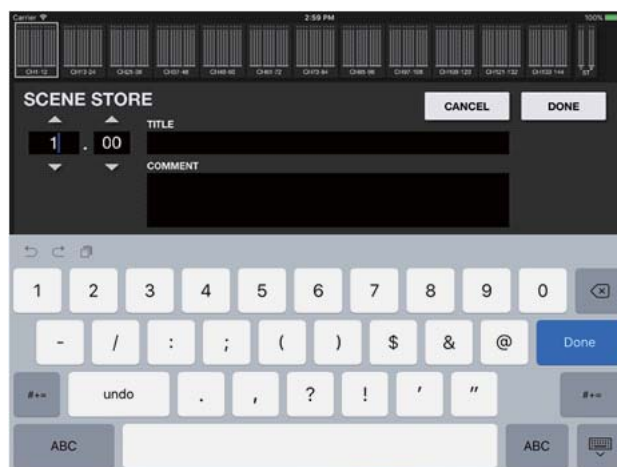 Carrier 2:59 PM 100%
CH1-12 CH13-24 CH25-36 CH37-48 CH49-60 CH61-72 CH73-84 CH85-96 CH97-108 CH109-120 CH121-132 CH133-144 ST
SCENE STORE CANCEL DONE
TITLE
1 . 00
COMMENT
1 2 3 4 5 6 7 8 9 0
- / : ; ( ) $ & @ Done
#+= undo . , ? ! ' " #+=
ABC ABC